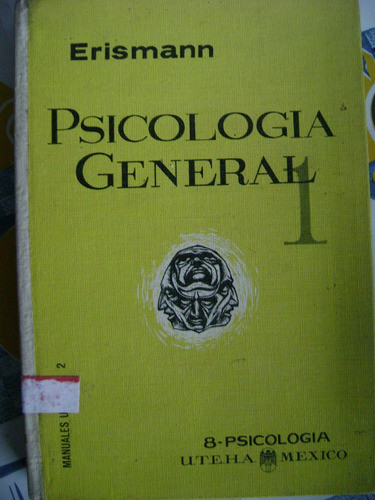 Erismann
PSICOLOGIA
GENERAL
1
MANUALES U 2
8-PSICOLOGIA
U.T.E.H.A. MEXICO